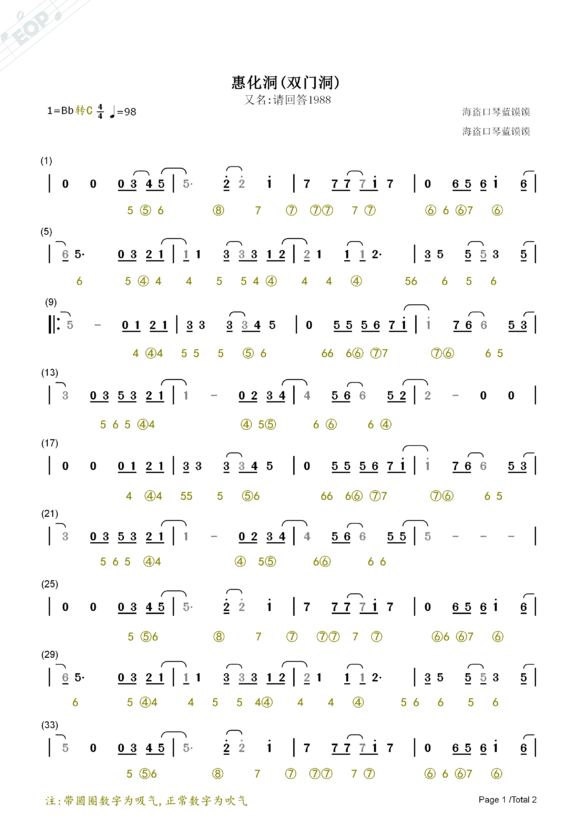 EOP
惠化洞(双门洞)
又名:请回答1988
1=Bb转C 4/4 ♩=98
海盗口琴蓝馍馍
海盗口琴蓝馍馍
(1)
| 0 0 0 3 4 5 | 5· 2 2 i | 7 7 7 7 i 7 | 0 6 5 6 i 6 |
5 ⑤ 6 ⑧ 7 ⑦ ⑦⑦ 7 ⑦ ⑥ 6 ⑥7 ⑥
(5)
| 6 5· 0 3 2 1 | 1 1 3 3 3 1 2 | 2 1 1 1 2· | 3 5 5 5 3 5 |
6 5 ④ 4 4 5 5 4 ④ 4 4 ④ 56 6 5 6
(9)
‖: 5 - 0 1 2 1 | 3 3 3 3 4 5 | 0 5 5 5 6 7 i | i 7 6 6 5 3 |
4 ④4 5 5 5 ⑤ 6 66 6⑥ ⑦7 ⑦⑥ 6 5
(13)
| 3 0 3 5 3 2 1 | 1 - 0 2 3 4 | 4 5 6 6 5 2 | 2 - 0 0 |
5 6 5 ④4 ④ 5⑤ 6 ⑥ 6 ④
(17)
| 0 0 0 1 2 1 | 3 3 3 3 4 5 | 0 5 5 5 6 7 i | i 7 6 6 5 3 |
4 ④4 55 5 ⑤6 66 6⑥ ⑦7 ⑦⑥ 6 5
(21)
| 3 0 3 5 3 2 1 | 1 - 0 2 3 4 | 4 5 6 6 5 5 | 5 - - - |
5 6 5 ④4 ④ 5⑤ 6⑥ 6 6
(25)
| 0 0 0 3 4 5 | 5· 2 2 i | 7 7 7 7 i 7 | 0 6 5 6 i 6 |
5 ⑤6 ⑧ 7 ⑦ ⑦⑦ 7 ⑦ ⑥6 ⑥7 ⑥
(29)
| 6 5· 0 3 2 1 | 1 1 3 3 3 1 2 | 2 1 1 1 2· | 3 5 5 5 3 5 |
6 5 ④4 4 5 5 4④ 4 4 ④ 5 6 6 5 6
(33)
| 5 0 0 3 4 5 | 5· 2 2 i | 7 7 7 7 i 7 | 0 6 5 6 i 6 |
5 ⑤6 ⑧ 7 ⑦ ⑦⑦ 7 ⑦ ⑥ 6 ⑥7 ⑥
注:带圆圈数字为吸气,正常数字为吹气
Page 1 /Total 2